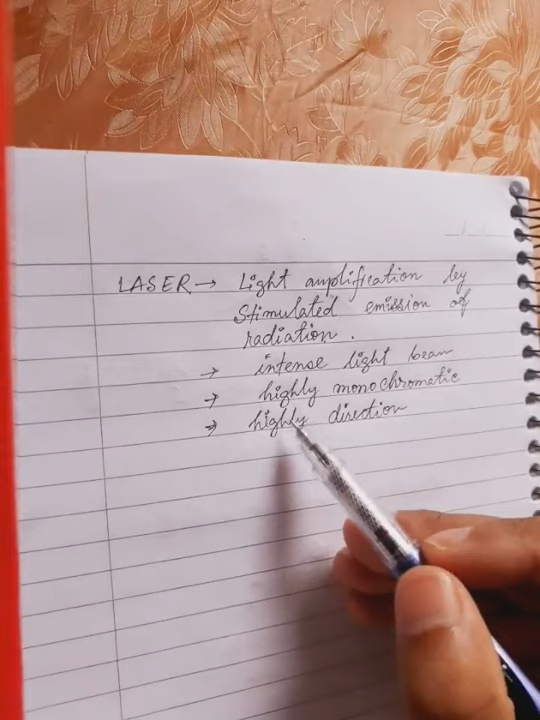 LASER → Light amplification by
Stimulated emission of
radiation .
→ intense light beam
→ highly monochromatic
→ highly direction